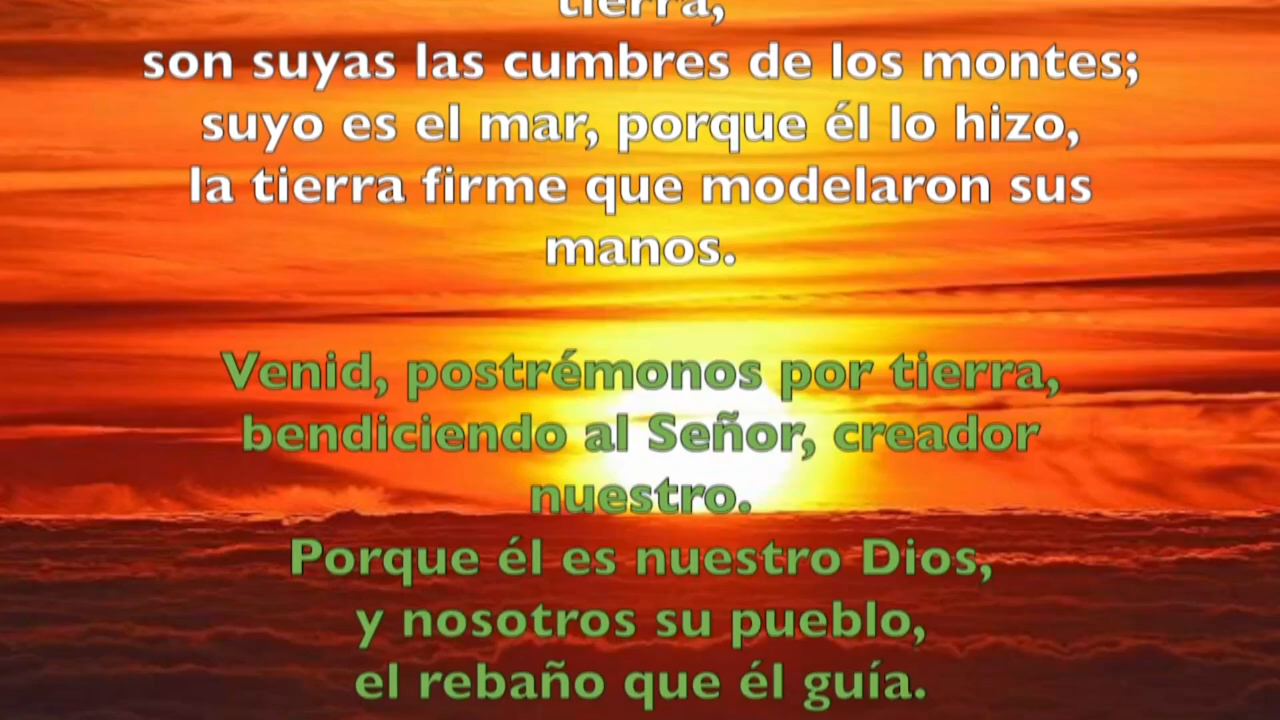 tierra,
son suyas las cumbres de los montes;
suyo es el mar, porque él lo hizo,
la tierra firme que modelaron sus
manos.
Venid, postrémonos por tierra,
bendiciendo al Señor, creador
nuestro.
Porque él es nuestro Dios,
y nosotros su pueblo,
el rebaño que él guía.